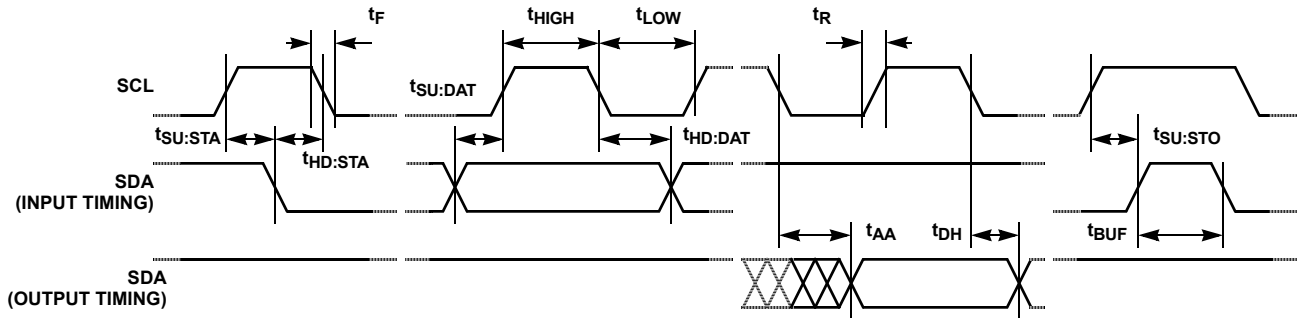 tF
tHIGH
tLOW
tR
SCL
tSU:DAT
tSU:STA
tHD:STA
tHD:DAT
tSU:STO
SDA
(INPUT TIMING)
tAA
tDH
tBUF
SDA
(OUTPUT TIMING)